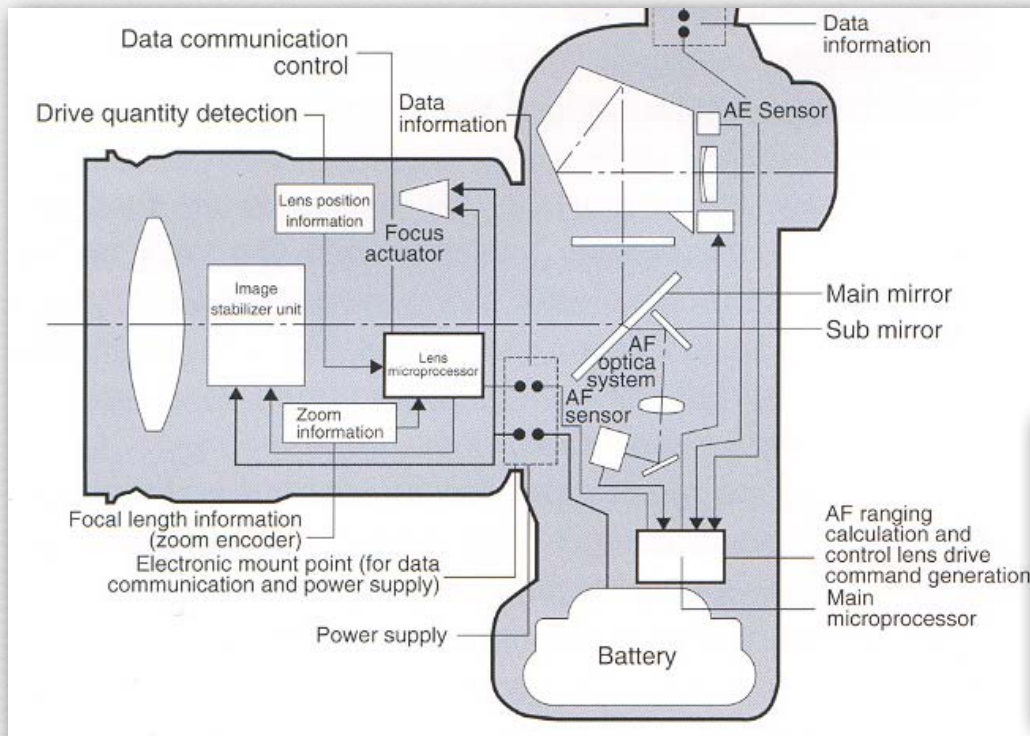 Data communication
control
Drive quantity detection
Data
information
Data
information
AE Sensor
Lens position
information
Focus
actuator
Image
stabilizer unit
Main mirror
Sub mirror
AF
optica
system
Lens
microprocessor
AF
sensor
Zoom
information
Focal length information
(zoom encoder)
Electronic mount point (for data
communication and power supply)
Power supply
AF ranging
calculation and
control lens drive
command generation
Main
microprocessor
Battery